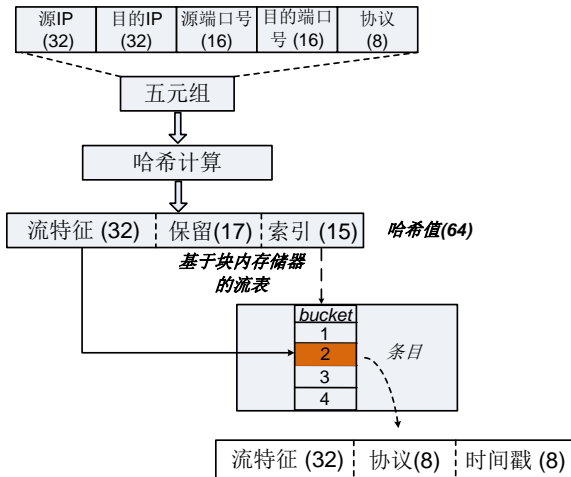 源IP (32) 目的IP (32) 源端口号 (16) 目的端口号 (16) 协议 (8)
五元组
哈希计算
流特征 (32) 保留(17) 索引 (15) 哈希值(64)
基于块内存储器
的流表
bucket
1
2 条目
3
4
流特征 (32) 协议(8) 时间戳 (8)